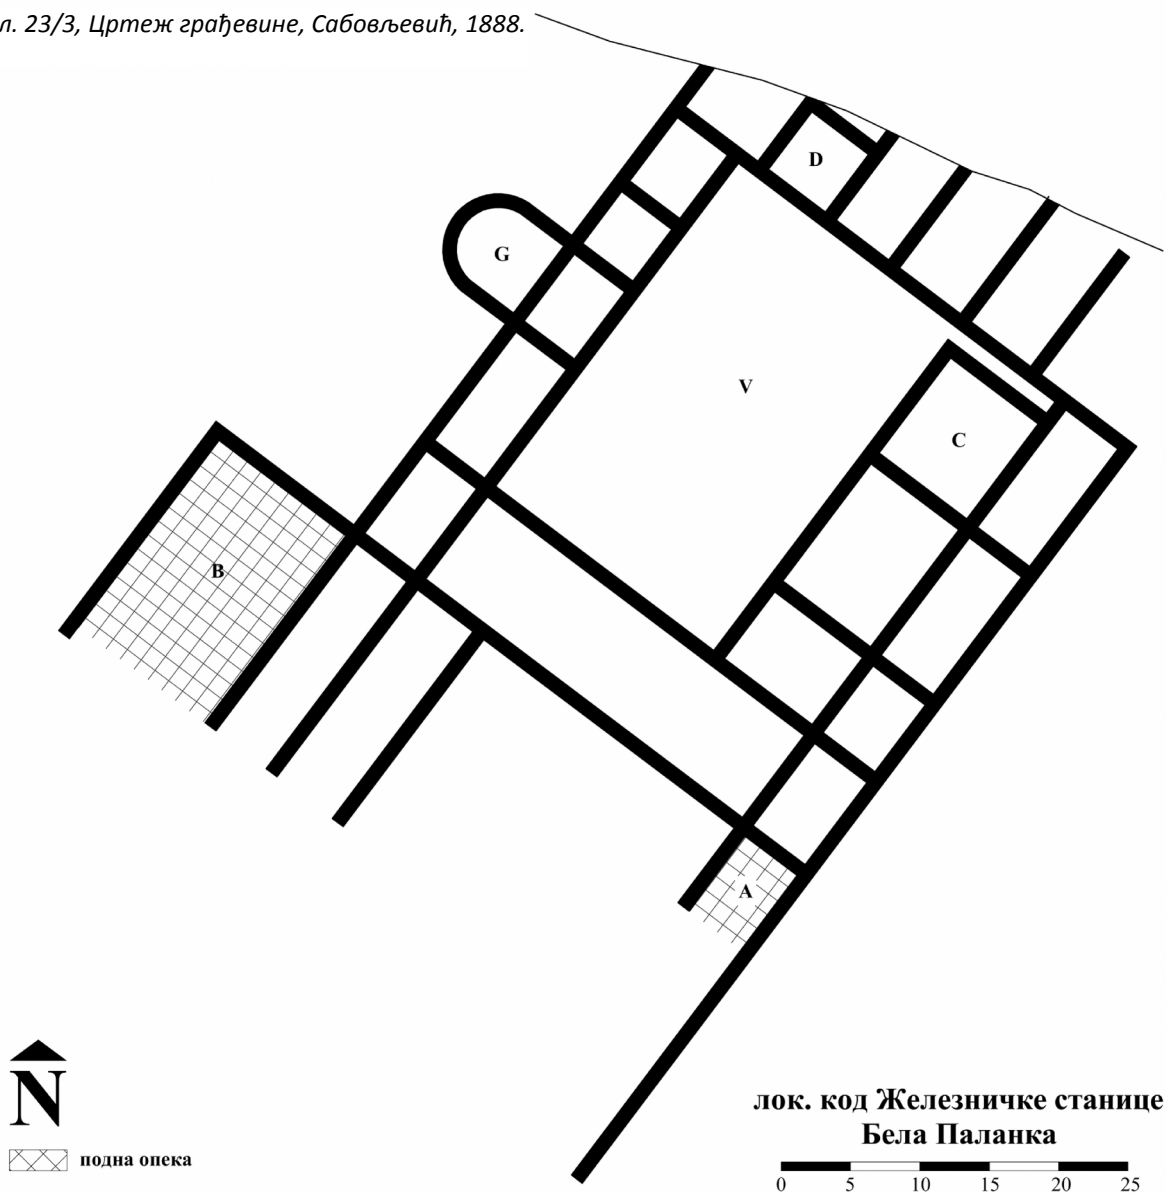 л. 23/3, Цртеж грађевине, Сабовљевић, 1888.
D
G
V
C
B
A
N
лок. код Железничке станице
Бела Паланка
подна опека
0 5 10 15 20 25